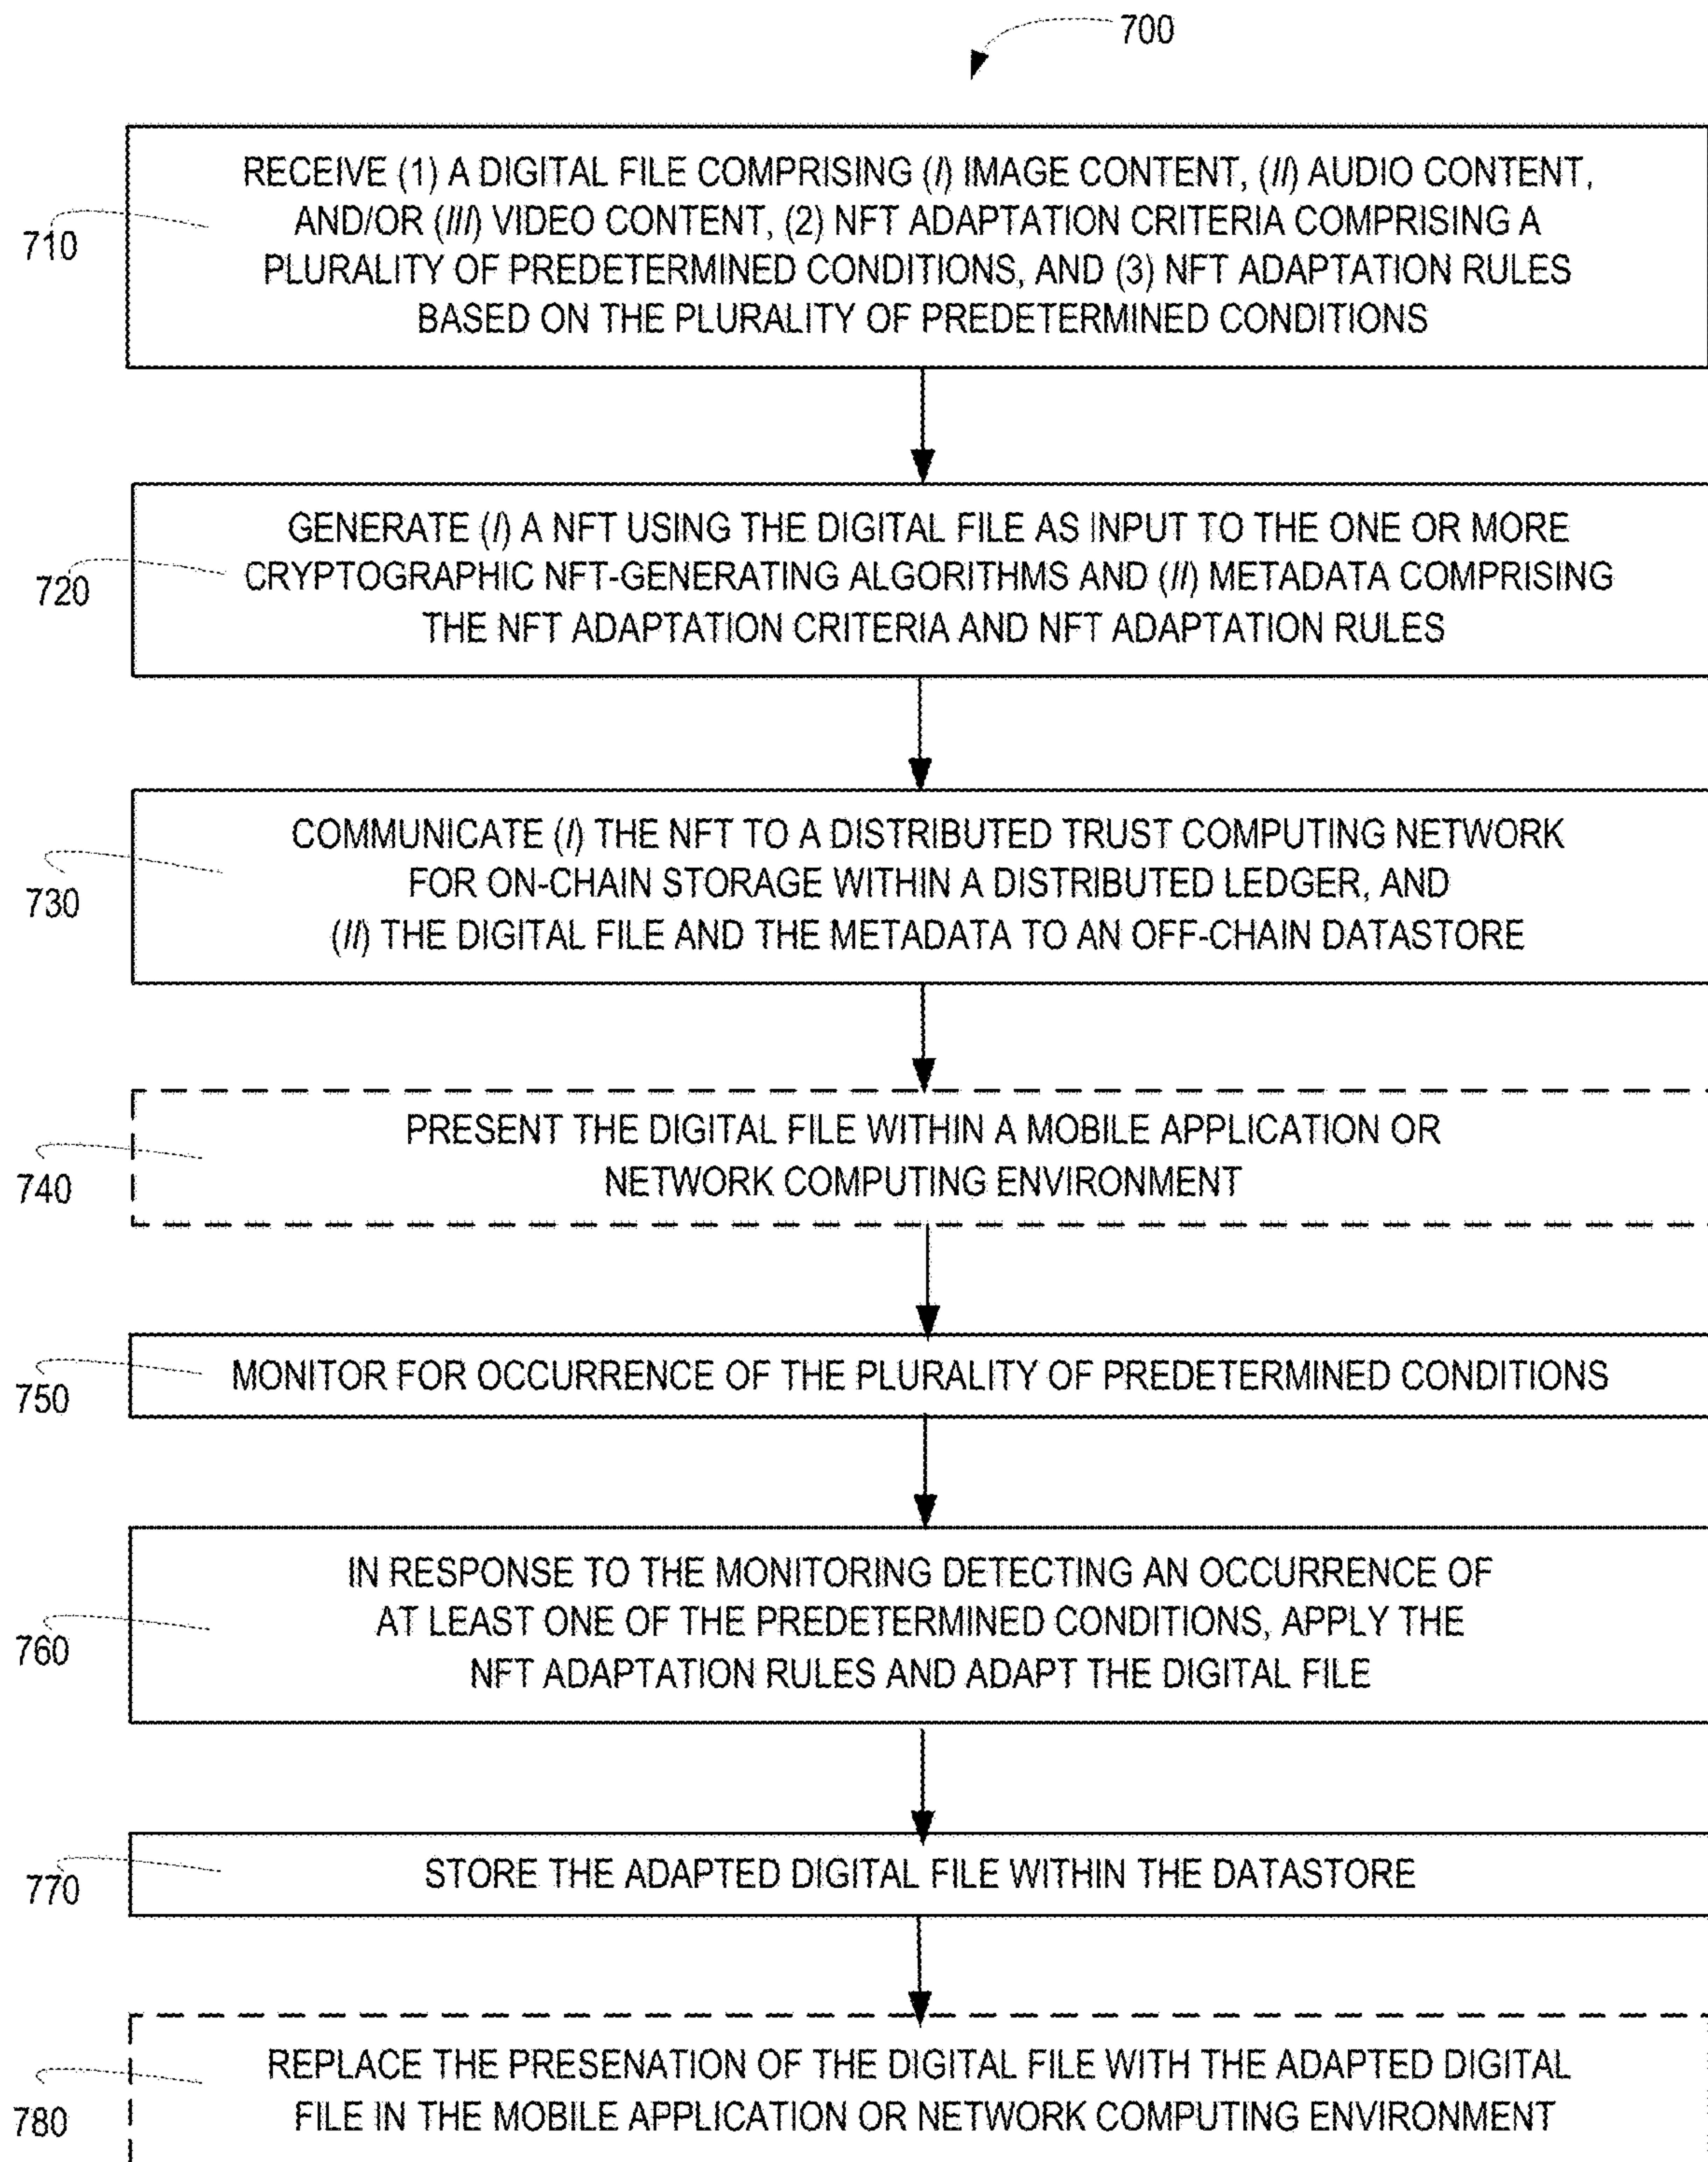 700
RECEIVE (1) A DIGITAL FILE COMPRISING (I) IMAGE CONTENT, (II) AUDIO CONTENT,
AND/OR (III) VIDEO CONTENT, (2) NFT ADAPTATION CRITERIA COMPRISING A
PLURALITY OF PREDETERMINED CONDITIONS, AND (3) NFT ADAPTATION RULES
BASED ON THE PLURALITY OF PREDETERMINED CONDITIONS
710
GENERATE (I) A NFT USING THE DIGITAL FILE AS INPUT TO THE ONE OR MORE
CRYPTOGRAPHIC NFT-GENERATING ALGORITHMS AND (II) METADATA COMPRISING
THE NFT ADAPTATION CRITERIA AND NFT ADAPTATION RULES
720
COMMUNICATE (I) THE NFT TO A DISTRIBUTED TRUST COMPUTING NETWORK
FOR ON-CHAIN STORAGE WITHIN A DISTRIBUTED LEDGER, AND
(II) THE DIGITAL FILE AND THE METADATA TO AN OFF-CHAIN DATASTORE
730
PRESENT THE DIGITAL FILE WITHIN A MOBILE APPLICATION OR
NETWORK COMPUTING ENVIRONMENT
740
MONITOR FOR OCCURRENCE OF THE PLURALITY OF PREDETERMINED CONDITIONS
750
IN RESPONSE TO THE MONITORING DETECTING AN OCCURRENCE OF
AT LEAST ONE OF THE PREDETERMINED CONDITIONS, APPLY THE
NFT ADAPTATION RULES AND ADAPT THE DIGITAL FILE
760
STORE THE ADAPTED DIGITAL FILE WITHIN THE DATASTORE
770
REPLACE THE PRESENATION OF THE DIGITAL FILE WITH THE ADAPTED DIGITAL
FILE IN THE MOBILE APPLICATION OR NETWORK COMPUTING ENVIRONMENT
780